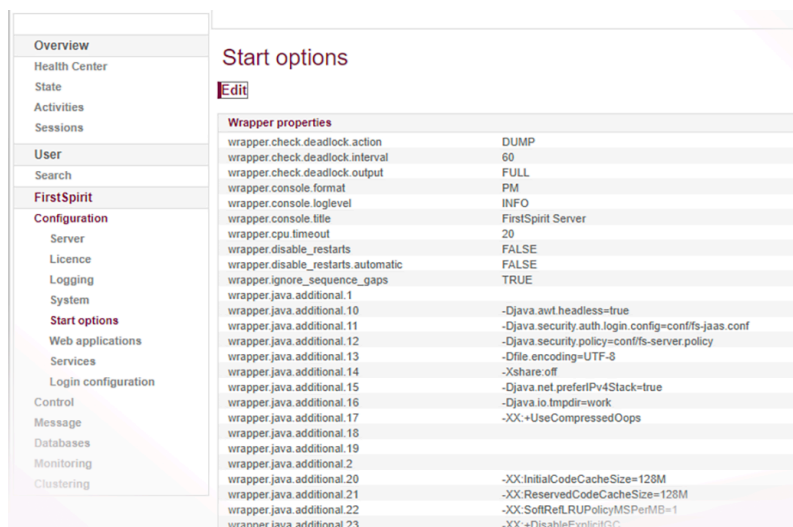 Overview
Health Center
State
Activities
Sessions
User
Search
FirstSpirit
Configuration
Server
Licence
Logging
System
Start options
Web applications
Services
Login configuration
Control
Message
Databases
Monitoring
Clustering
Start options
Edit
Wrapper properties
wrapper.check.deadlock.action DUMP
wrapper.check.deadlock.interval 60
wrapper.check.deadlock.output FULL
wrapper.console.format PM
wrapper.console.loglevel INFO
wrapper.console.title FirstSpirit Server
wrapper.cpu.timeout 20
wrapper.disable_restarts FALSE
wrapper.disable_restarts.automatic FALSE
wrapper.ignore_sequence_gaps TRUE
wrapper.java.additional.1
wrapper.java.additional.10 -Djava.awt.headless=true
wrapper.java.additional.11 -Djava.security.auth.login.config=conf/fs-jaas.conf
wrapper.java.additional.12 -Djava.security.policy=conf/fs-server.policy
wrapper.java.additional.13 -Dfile.encoding=UTF-8
wrapper.java.additional.14 -Xshare:off
wrapper.java.additional.15 -Djava.net.preferIPv4Stack=true
wrapper.java.additional.16 -Djava.io.tmpdir=work
wrapper.java.additional.17 -XX:+UseCompressedOops
wrapper.java.additional.18
wrapper.java.additional.19
wrapper.java.additional.2
wrapper.java.additional.20 -XX:InitialCodeCacheSize=128M
wrapper.java.additional.21 -XX:ReservedCodeCacheSize=128M
wrapper.java.additional.22 -XX:SoftRefLRUPolicyMSPerMB=1
wrapper.java.additional.23 -XX:+DisableExplicitGC